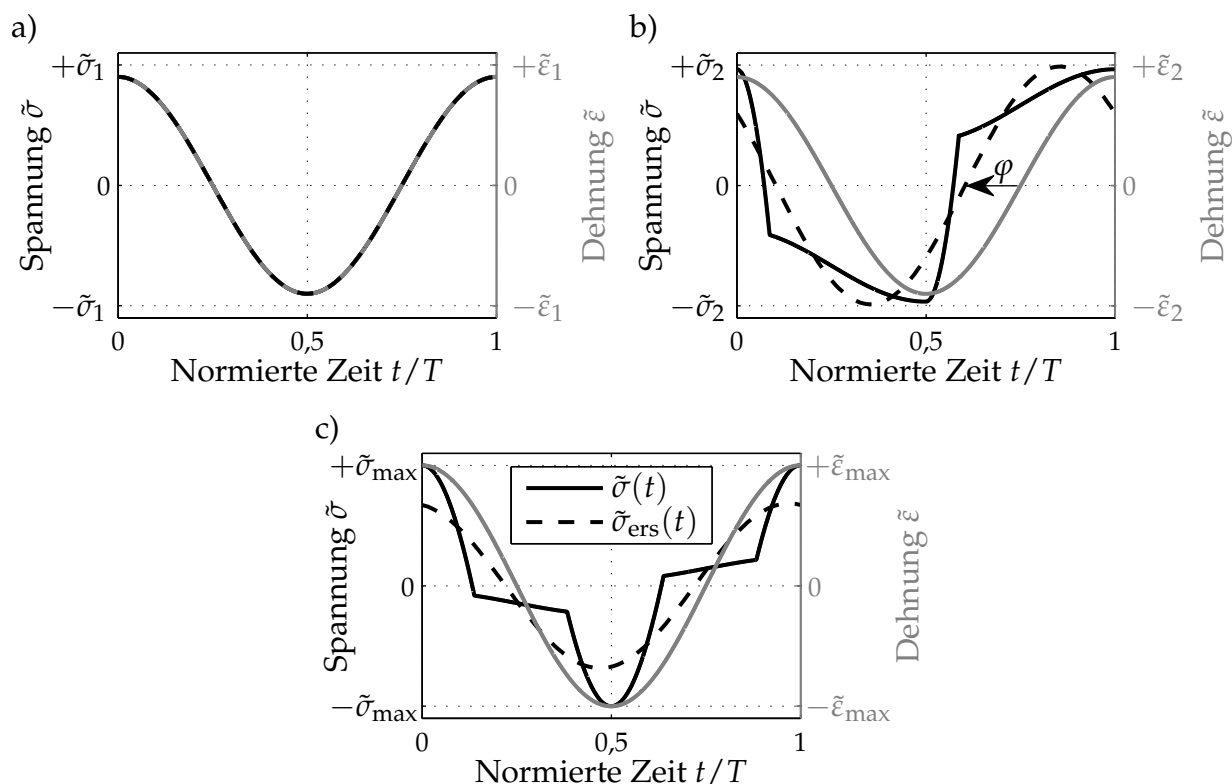 a)
+σ̃₁
0
−σ̃₁
Spannung σ̃
+ε̃₁
0
−ε̃₁
Dehnung ε̃
0
0,5
1
Normierte Zeit t/T
b)
+σ̃₂
0
−σ̃₂
Spannung σ̃
φ
+ε̃₂
0
−ε̃₂
Dehnung ε̃
0
0,5
1
Normierte Zeit t/T
c)
+σ̃max
0
−σ̃max
Spannung σ̃
σ̃(t)
σ̃ers(t)
+ε̃max
0
−ε̃max
Dehnung ε̃
0
0,5
1
Normierte Zeit t/T